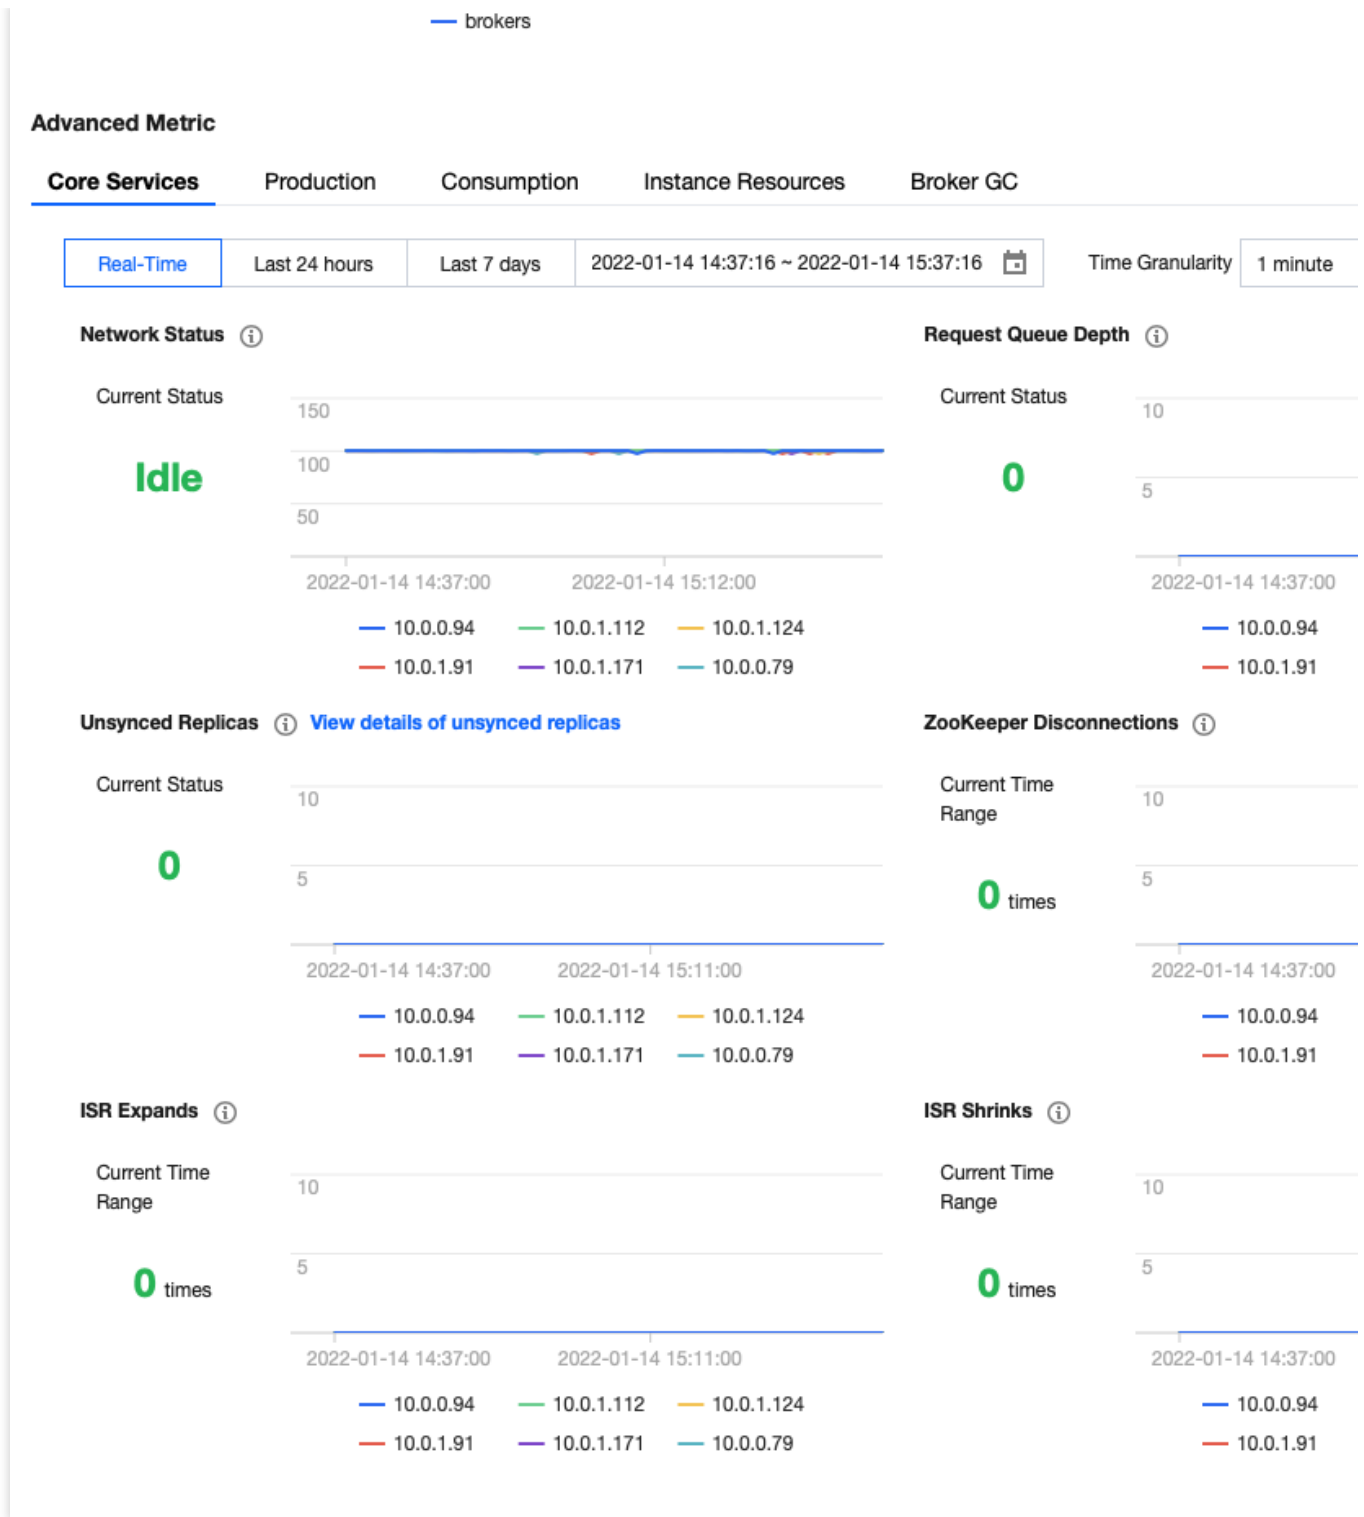 brokers
Advanced Metric
Core Services Production Consumption Instance Resources Broker GC
Real-Time Last 24 hours Last 7 days 2022-01-14 14:37:16 ~ 2022-01-14 15:37:16 Time Granularity 1 minute
Network Status Request Queue Depth
Current Status 150 Current Status 10
Idle 100 0 5
50
2022-01-14 14:37:00 2022-01-14 15:12:00 2022-01-14 14:37:00
10.0.0.94 10.0.1.112 10.0.1.124 10.0.0.94
10.0.1.91 10.0.1.171 10.0.0.79 10.0.1.91
Unsynced Replicas View details of unsynced replicas ZooKeeper Disconnections
Current Status 10 Current Time Range 10
0 5 0 times 5
2022-01-14 14:37:00 2022-01-14 15:11:00 2022-01-14 14:37:00
10.0.0.94 10.0.1.112 10.0.1.124 10.0.0.94
10.0.1.91 10.0.1.171 10.0.0.79 10.0.1.91
ISR Expands ISR Shrinks
Current Time Range 10 Current Time Range 10
0 times 5 0 times 5
2022-01-14 14:37:00 2022-01-14 15:11:00 2022-01-14 14:37:00
10.0.0.94 10.0.1.112 10.0.1.124 10.0.0.94
10.0.1.91 10.0.1.171 10.0.0.79 10.0.1.91